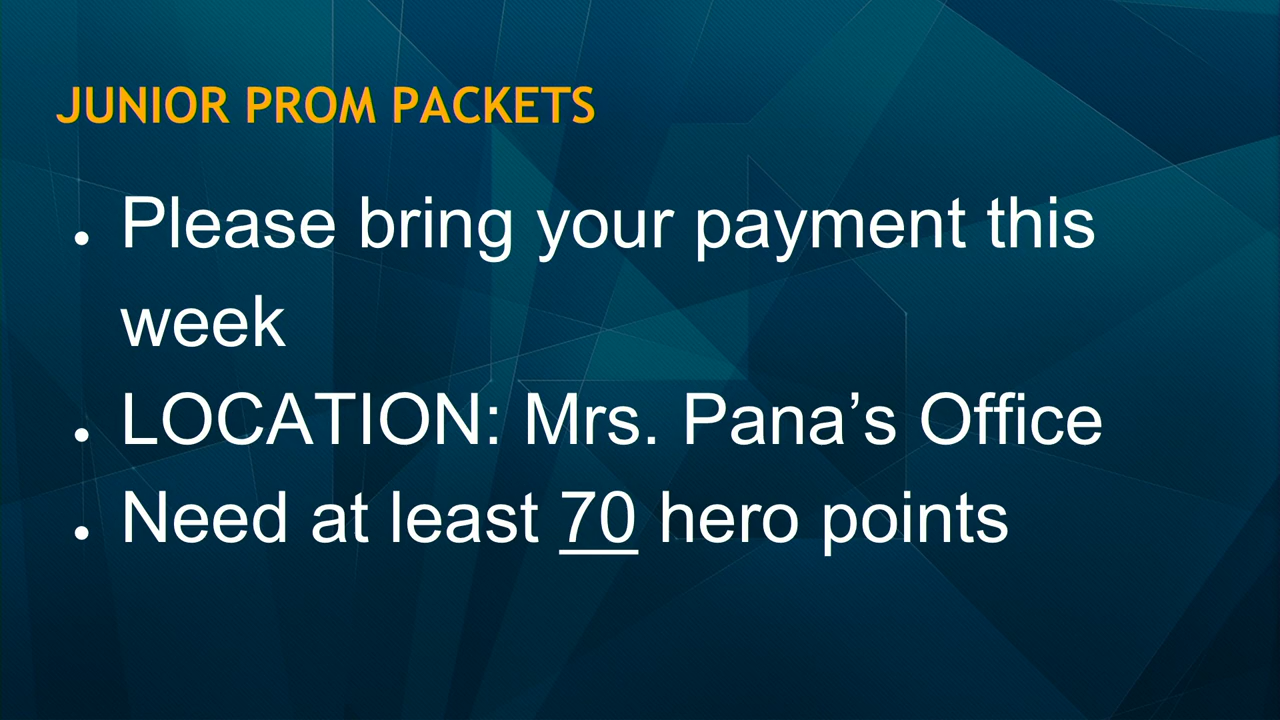 JUNIOR PROM PACKETS
• Please bring your payment this
week
• LOCATION: Mrs. Pana’s Office
• Need at least 70 hero points